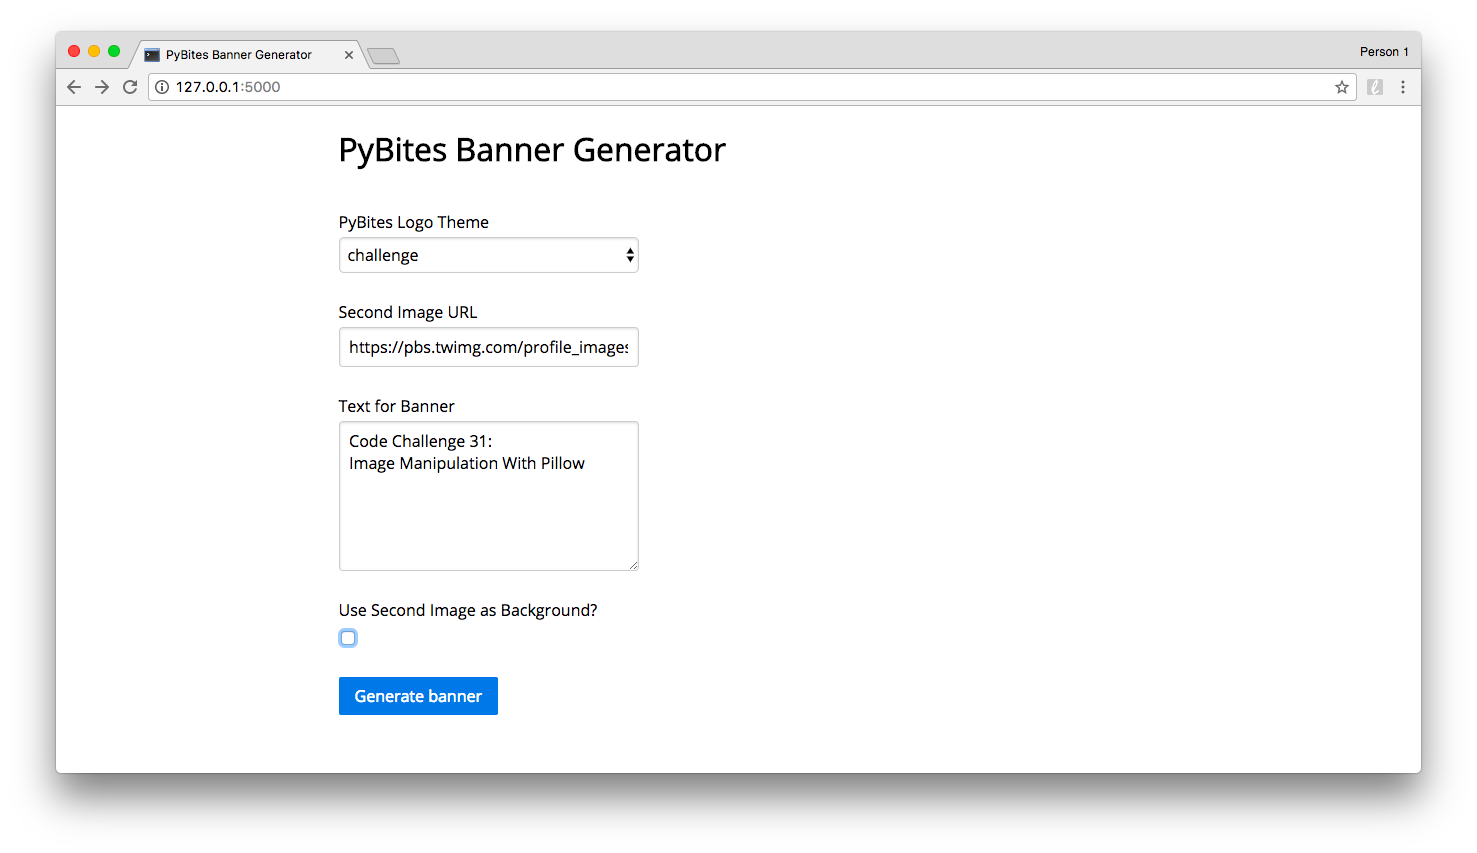 PyBites Banner Generator
Person 1
127.0.0.1:5000
PyBites Banner Generator
PyBites Logo Theme
challenge
Second Image URL
https://pbs.twimg.com/profile_images
Text for Banner
Code Challenge 31:
Image Manipulation With Pillow
Use Second Image as Background?
Generate banner